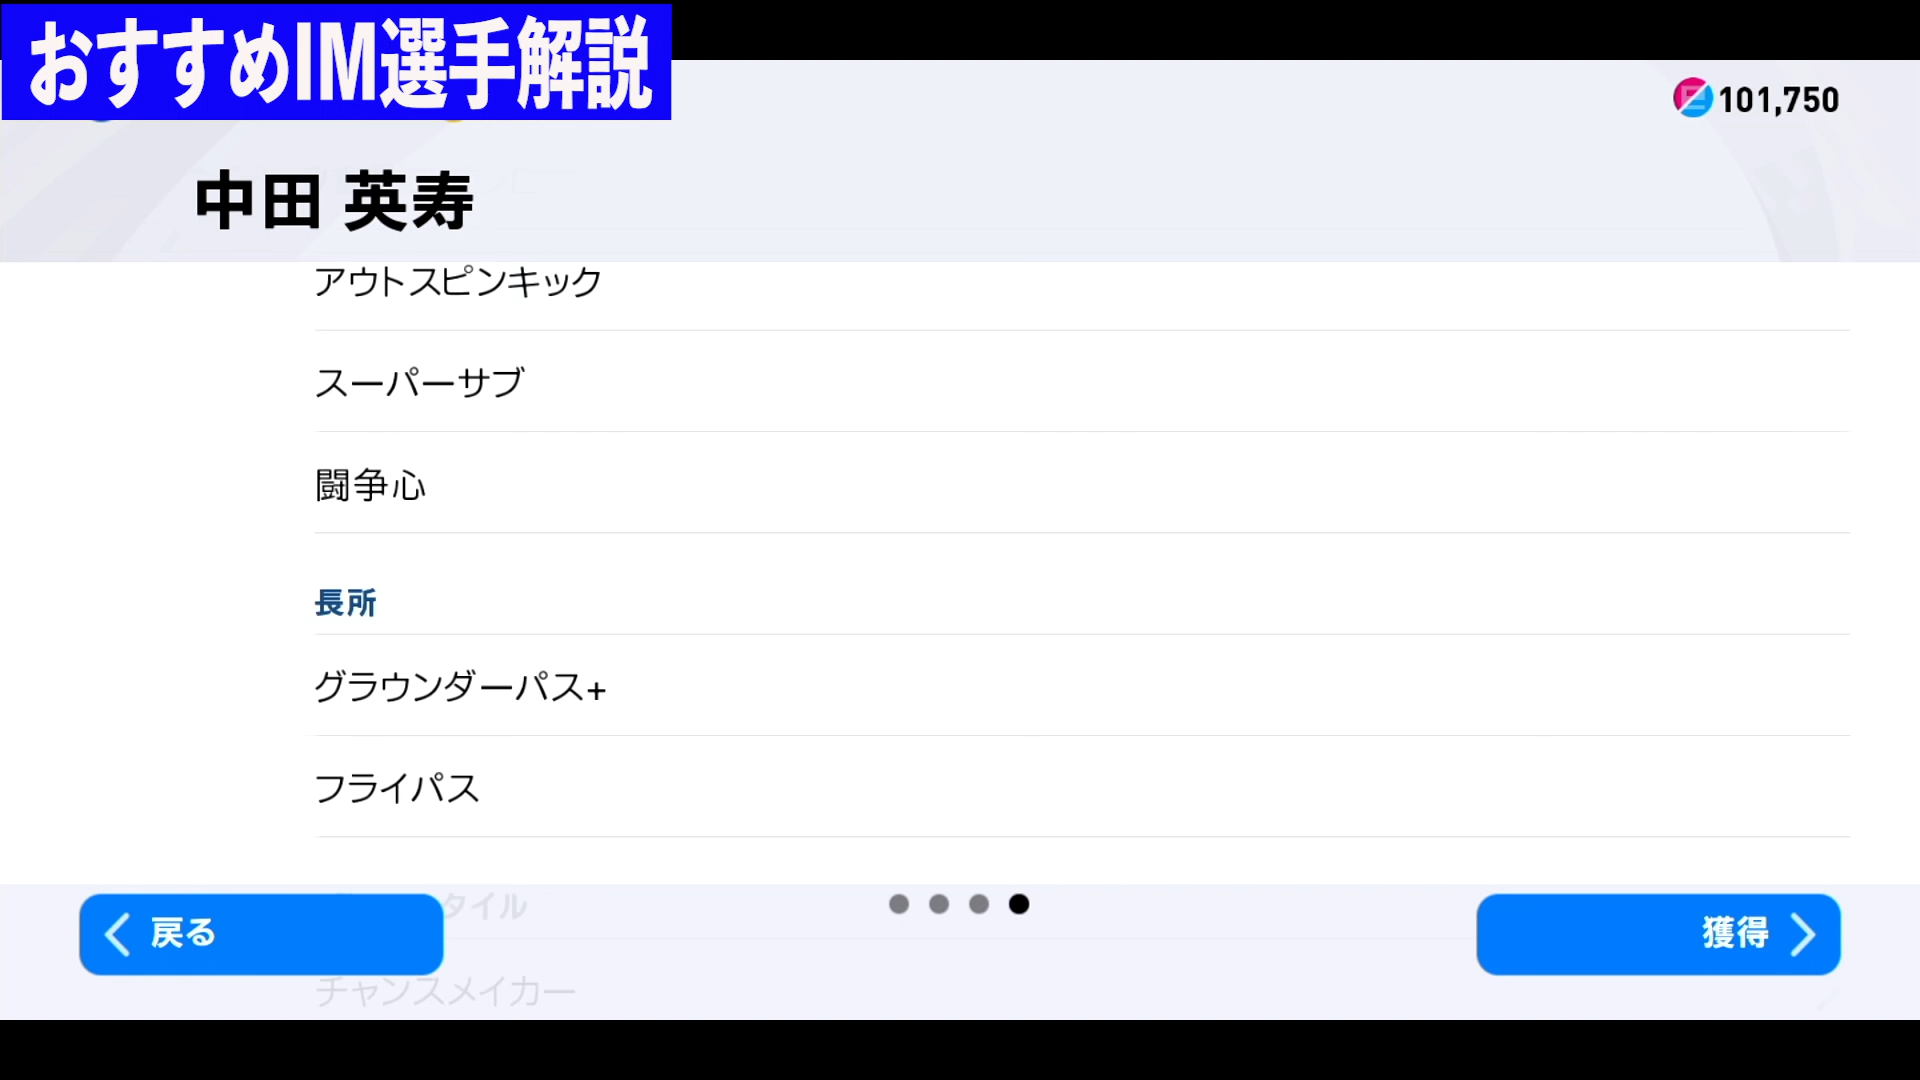 おすすめIM選手解説
101,750
中田 英寿
アウトスピンキック
スーパーサブ
闘争心
長所
グラウンダーパス+
フライパス
タイル
戻る
獲得
チャンスメイカー